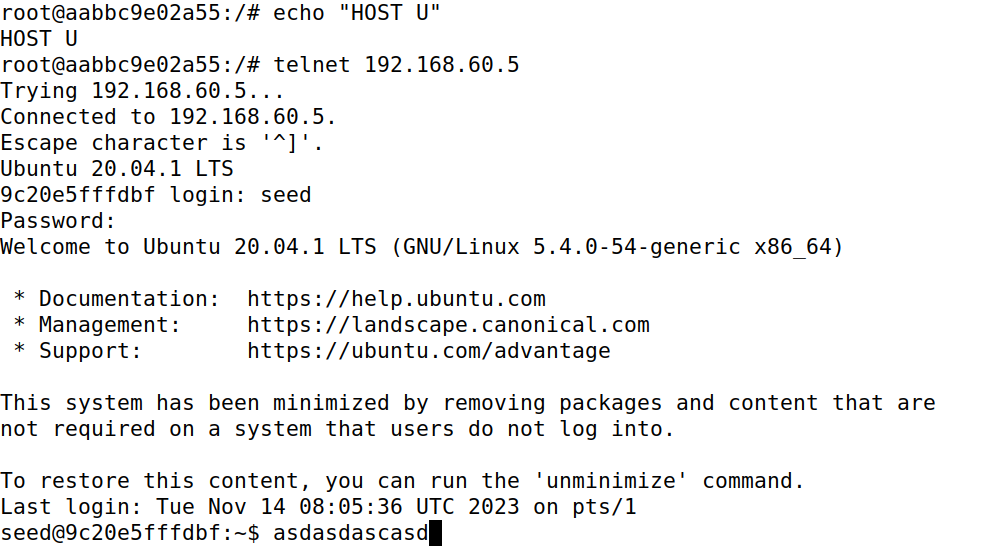 root@aabbc9e02a55:/# echo "HOST U"
HOST U
root@aabbc9e02a55:/# telnet 192.168.60.5
Trying 192.168.60.5...
Connected to 192.168.60.5.
Escape character is '^]'.
Ubuntu 20.04.1 LTS
9c20e5fffdbf login: seed
Password:
Welcome to Ubuntu 20.04.1 LTS (GNU/Linux 5.4.0-54-generic x86_64)

 * Documentation:  https://help.ubuntu.com
 * Management:     https://landscape.canonical.com
 * Support:        https://ubuntu.com/advantage

This system has been minimized by removing packages and content that are
not required on a system that users do not log into.

To restore this content, you can run the 'unminimize' command.
Last login: Tue Nov 14 08:05:36 UTC 2023 on pts/1
seed@9c20e5fffdbf:~$ asdasdascasd